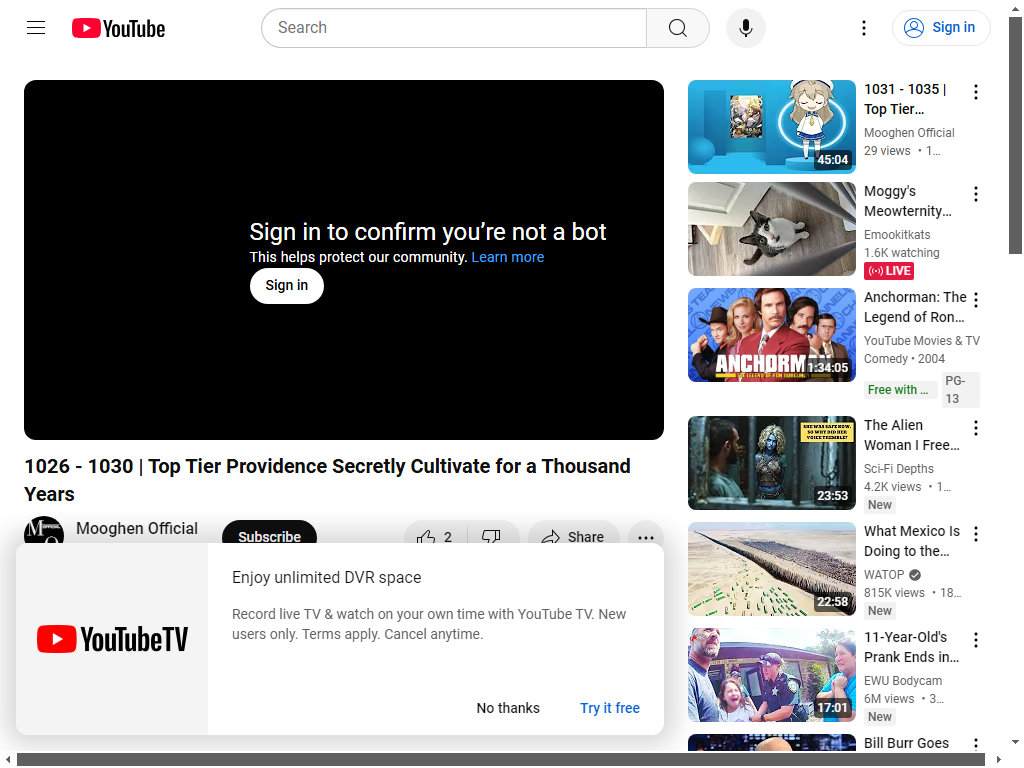 YouTube
Search
Sign in
Sign in to confirm you’re not a bot
This helps protect our community. Learn more
Sign in
1026 - 1030 | Top Tier Providence Secretly Cultivate for a Thousand
Years
Mooghen Official
Subscribe
2
Share
YouTubeTV
Enjoy unlimited DVR space
Record live TV & watch on your own time with YouTube TV. New
users only. Terms apply. Cancel anytime.
No thanks
Try it free
45:04
1031 - 1035 |
Top Tier…
Mooghen Official
29 views • 1…
Moggy's
Meowternity…
Emookitkats
1.6K watching
LIVE
ANCHORMAN
1:34:05
Anchorman: The
Legend of Ron…
YouTube Movies & TV
Comedy • 2004
Free with …
PG-
13
SHE WAS SAFE NOW.
SO WHY DID HER
VOICE TREMBLE?
23:53
The Alien
Woman I Free…
Sci-Fi Depths
4.2K views • 1…
New
22:58
What Mexico Is
Doing to the…
WATOP
815K views • 18…
New
17:01
11-Year-Old's
Prank Ends in…
EWU Bodycam
6M views • 3…
New
Bill Burr Goes